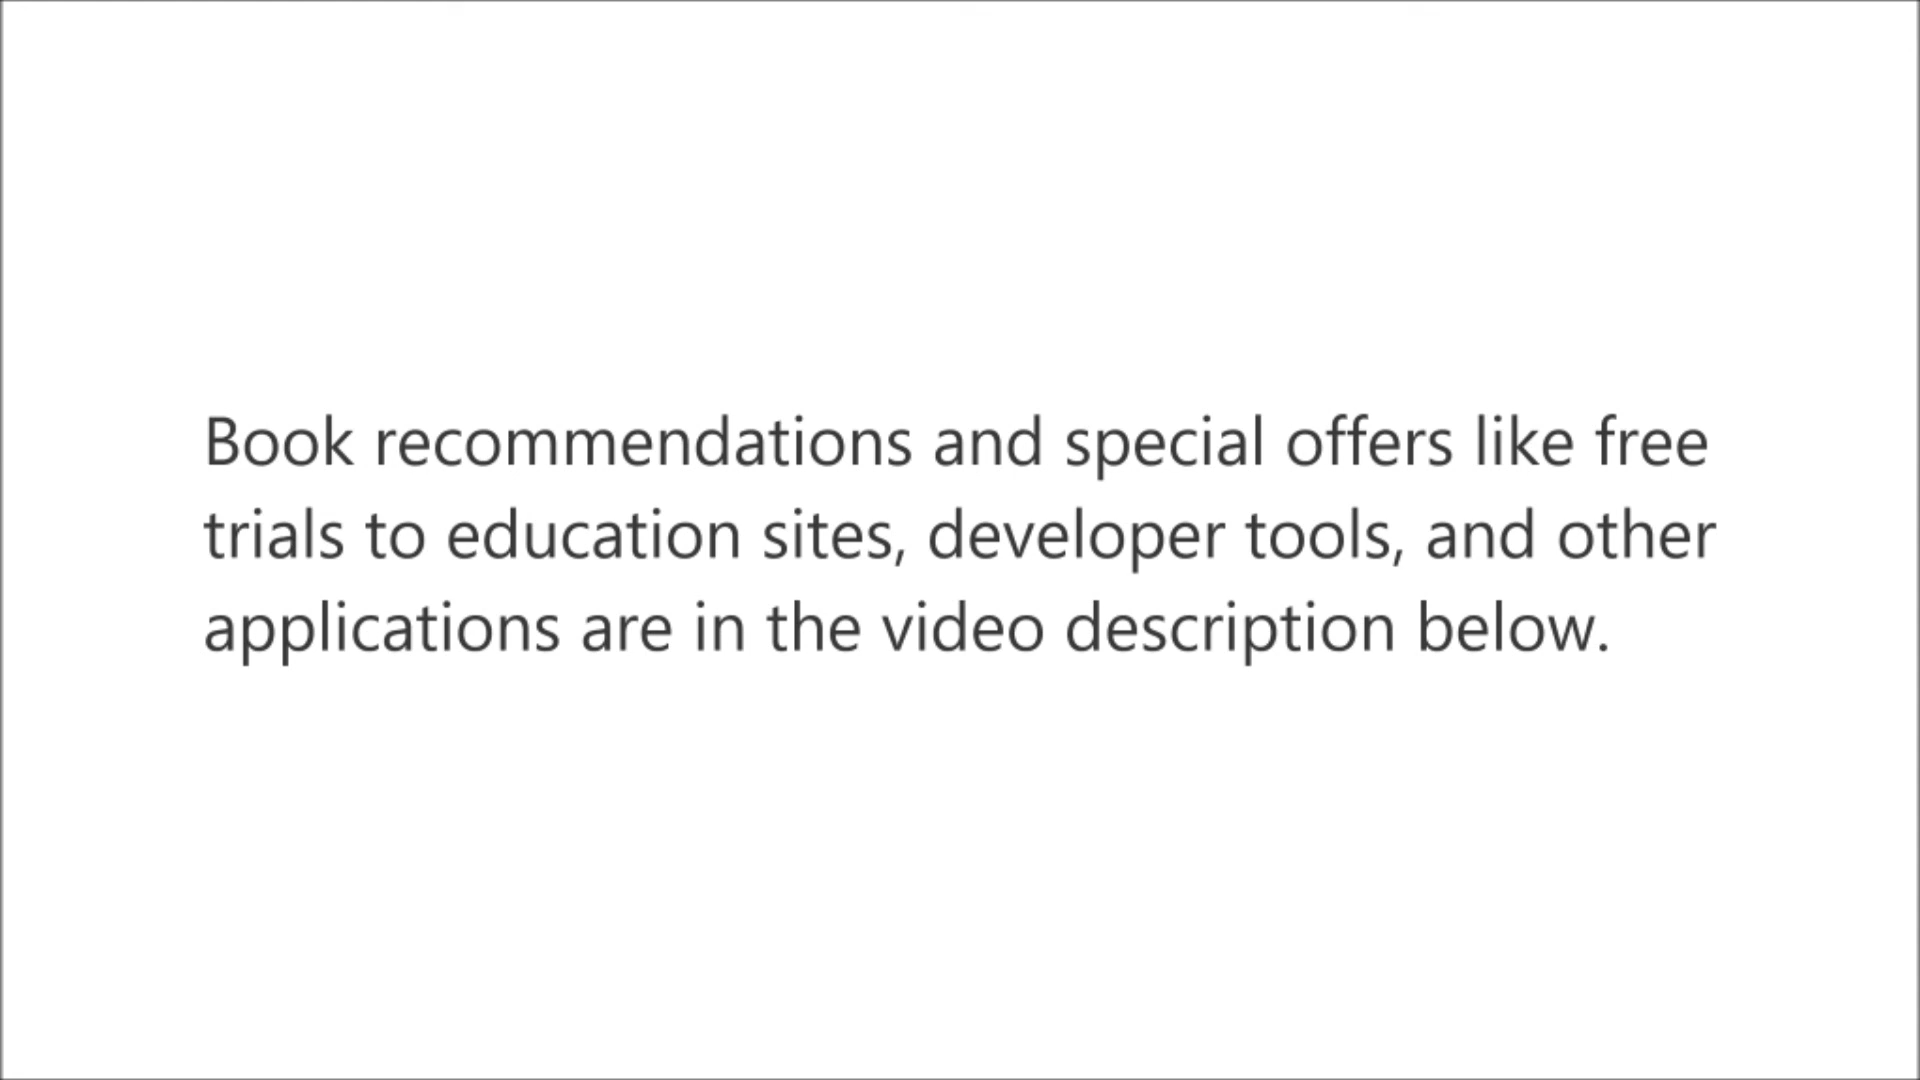 Book recommendations and special offers like free
trials to education sites, developer tools, and other
applications are in the video description below.